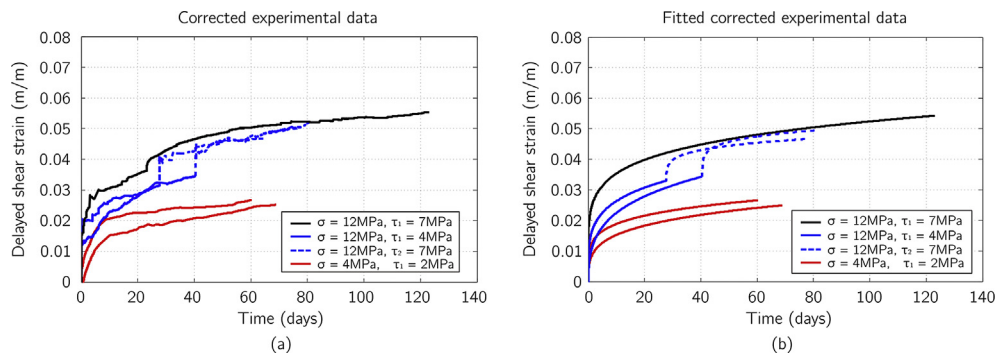 Corrected experimental data
Delayed shear strain (m/m)
0.08
0.07
0.06
0.05
0.04
0.03
0.02
0.01
0
0 20 40 60 80 100 120 140
Time (days)
σ = 12MPa, τ₁ = 7MPa
σ = 12MPa, τ₁ = 4MPa
σ = 12MPa, τ₂ = 7MPa
σ = 4MPa, τ₁ = 2MPa
(a)
Fitted corrected experimental data
Delayed shear strain (m/m)
0.08
0.07
0.06
0.05
0.04
0.03
0.02
0.01
0
0 20 40 60 80 100 120 140
Time (days)
σ = 12MPa, τ₁ = 7MPa
σ = 12MPa, τ₁ = 4MPa
σ = 12MPa, τ₂ = 7MPa
σ = 4MPa, τ₁ = 2MPa
(b)